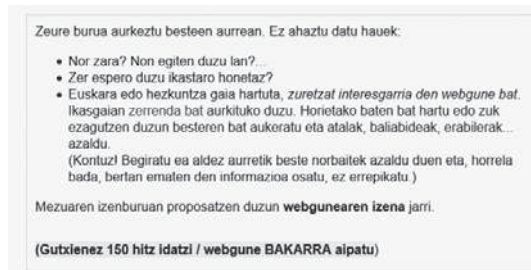 Zeure burua aurkeztu besteen aurrean. Ez ahaztu datu hauek:
• Nor zara? Non egiten duzu lan?...
• Zer espero duzu ikastaro honetaz?
• Euskara edo hezkuntza gaia hartuta, zuretzat interesgarria den webgune bat.
Ikasgaian zerrenda bat aurkituko duzu. Horietako baten bat hartu edo zuk
ezagutzen duzun besteren bat aukeratu eta atalak, baliabideak, erabilerak...
azaldu.
(Kontuz! Begiratu ea aldez aurretik beste norbaitek azaldu duen eta, horrela
bada, bertan ematen den informazioa osatu, ez errepikatu.)
Mezuaren izenburuan proposatzen duzun webgunearen izena jarri.
(Gutxienez 150 hitz idatzi / webgune BAKARRA aipatu)